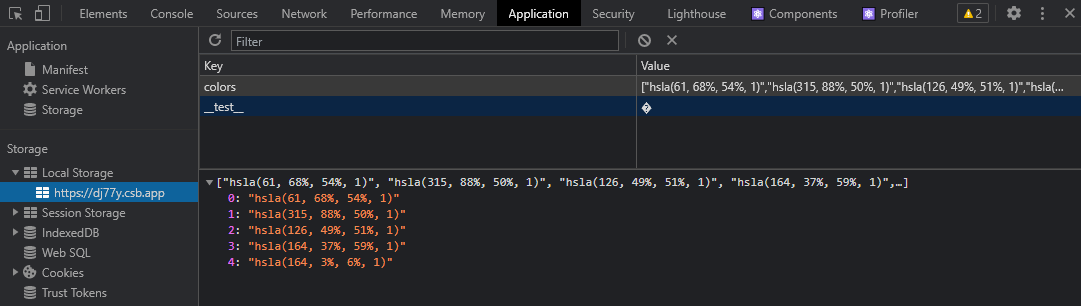 Elements Console Sources Network Performance Memory Application Security Lighthouse Components Profiler 2
Application
Manifest
Service Workers
Storage
Storage
Local Storage
https://dj77y.csb.app
Session Storage
IndexedDB
Web SQL
Cookies
Trust Tokens
Filter
Key Value
colors ["hsla(61, 68%, 54%, 1)","hsla(315, 88%, 50%, 1)","hsla(126, 49%, 51%, 1)","hsla(...
__test__ �
["hsla(61, 68%, 54%, 1)", "hsla(315, 88%, 50%, 1)", "hsla(126, 49%, 51%, 1)", "hsla(164, 37%, 59%, 1)",…]
0: "hsla(61, 68%, 54%, 1)"
1: "hsla(315, 88%, 50%, 1)"
2: "hsla(126, 49%, 51%, 1)"
3: "hsla(164, 37%, 59%, 1)"
4: "hsla(164, 3%, 6%, 1)"